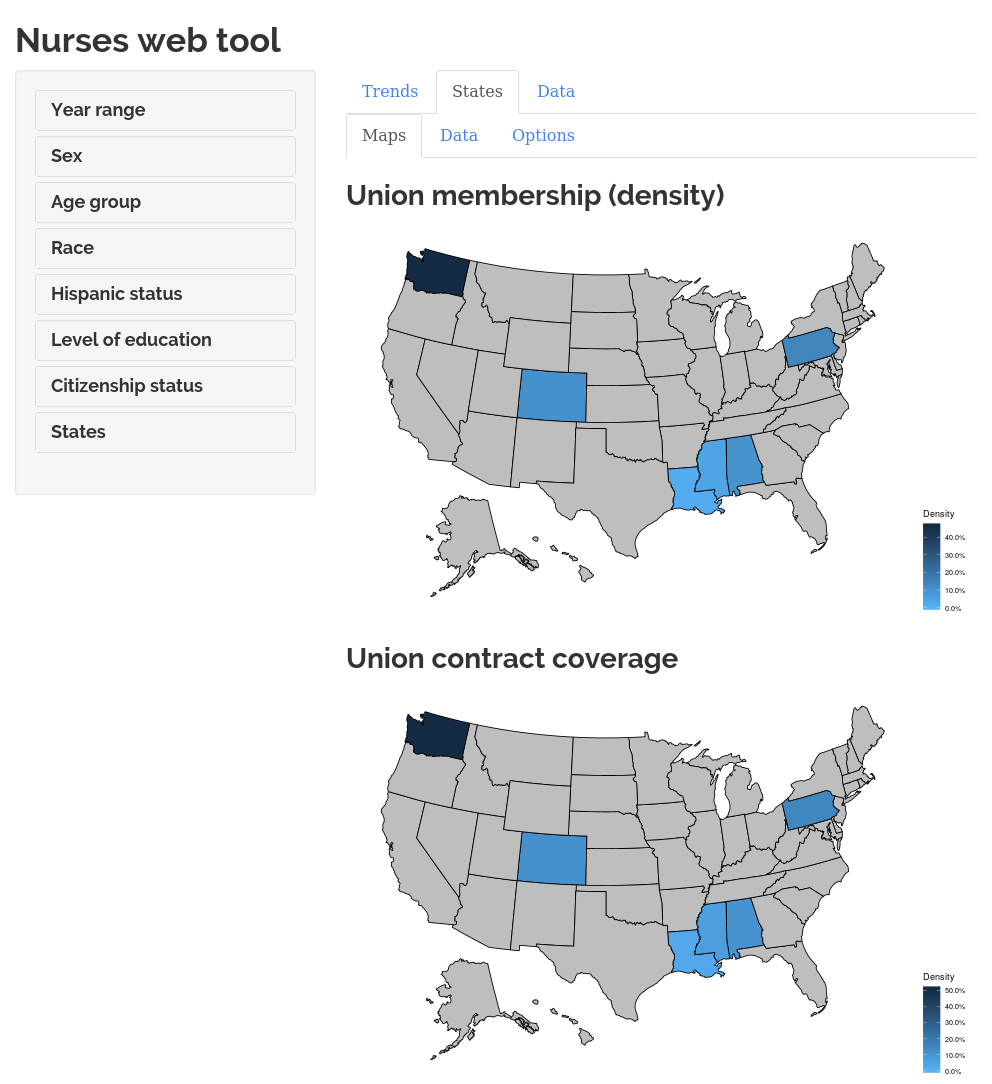 Nurses web tool
Year range
Sex
Age group
Race
Hispanic status
Level of education
Citizenship status
States
Trends States Data
Maps Data Options
Union membership (density)
Density
40.0%
30.0%
20.0%
10.0%
0.0%
Union contract coverage
Density
50.0%
40.0%
30.0%
20.0%
10.0%
0.0%